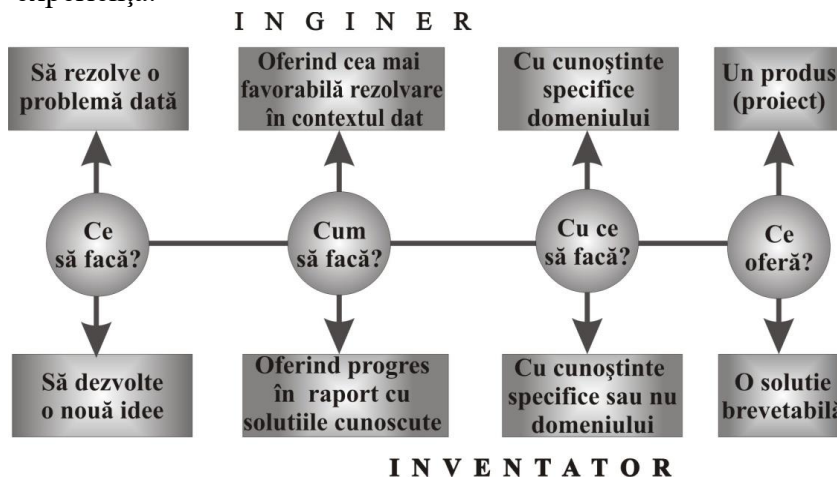 I N G I N E R
Să rezolve o
problemă dată
Oferind cea mai
favorabilă rezolvare
în contextul dat
Cu cunoştinte
specifice
domeniului
Un produs
(proiect)
Ce
să facă?
Cum
să facă?
Cu ce
să facă?
Ce
oferă?
Să dezvolte
o nouă idee
Oferind progres
în raport cu
solutiile cunoscute
Cu cunoştinte
specifice sau nu
domeniului
O solutie
brevetabilă
I N V E N T A T O R